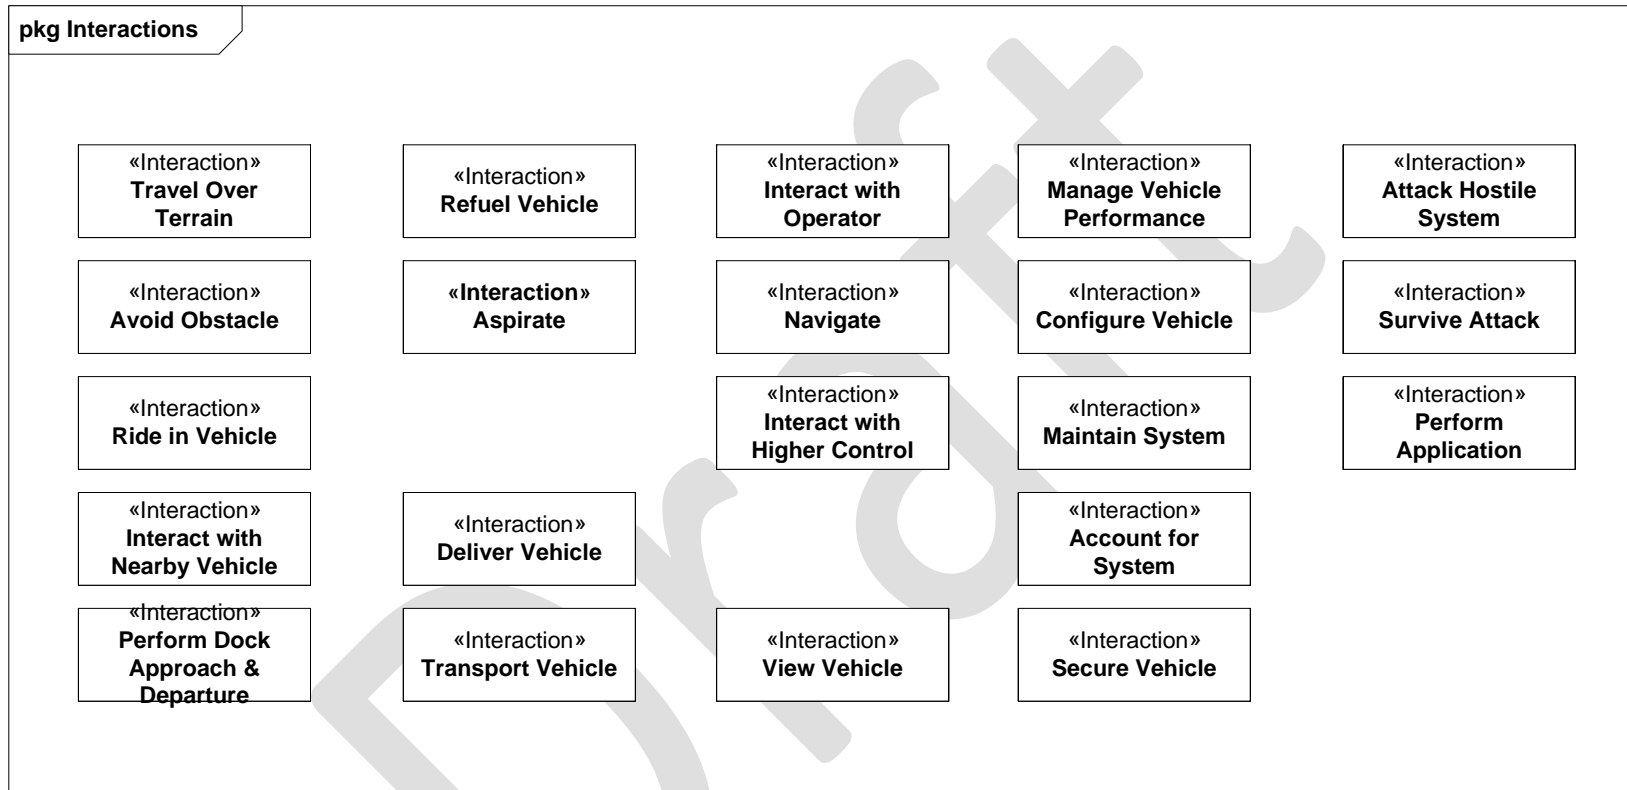 pkg Interactions
«Interaction»
Travel Over
Terrain
«Interaction»
Refuel Vehicle
«Interaction»
Interact with
Operator
«Interaction»
Manage Vehicle
Performance
«Interaction»
Attack Hostile
System
«Interaction»
Avoid Obstacle
«Interaction»
Aspirate
«Interaction»
Navigate
«Interaction»
Configure Vehicle
«Interaction»
Survive Attack
«Interaction»
Ride in Vehicle
«Interaction»
Interact with
Higher Control
«Interaction»
Maintain System
«Interaction»
Perform
Application
«Interaction»
Interact with
Nearby Vehicle
«Interaction»
Deliver Vehicle
«Interaction»
Account for
System
«Interaction»
Perform Dock
Approach &
Departure
«Interaction»
Transport Vehicle
«Interaction»
View Vehicle
«Interaction»
Secure Vehicle
Draft